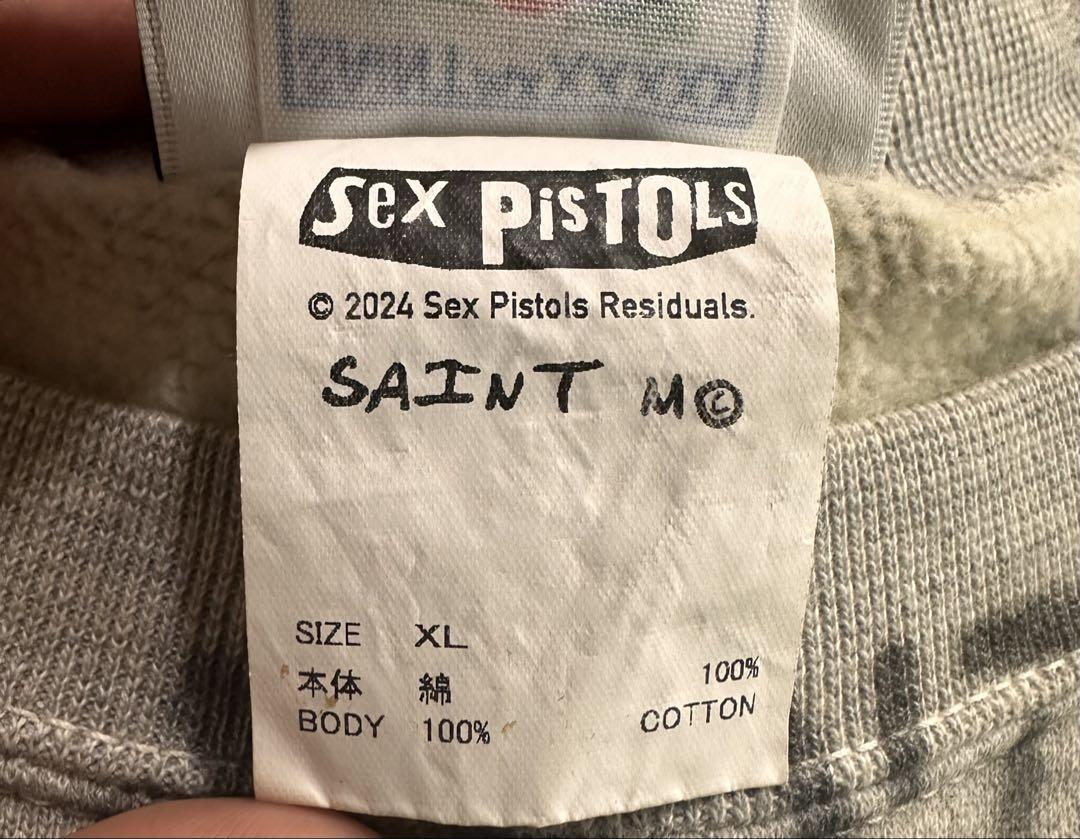 Sex PisTOLS
© 2024 Sex Pistols Residuals.
SAINT M©
SIZE XL
本体 綿 100%
BODY 100% COTTON